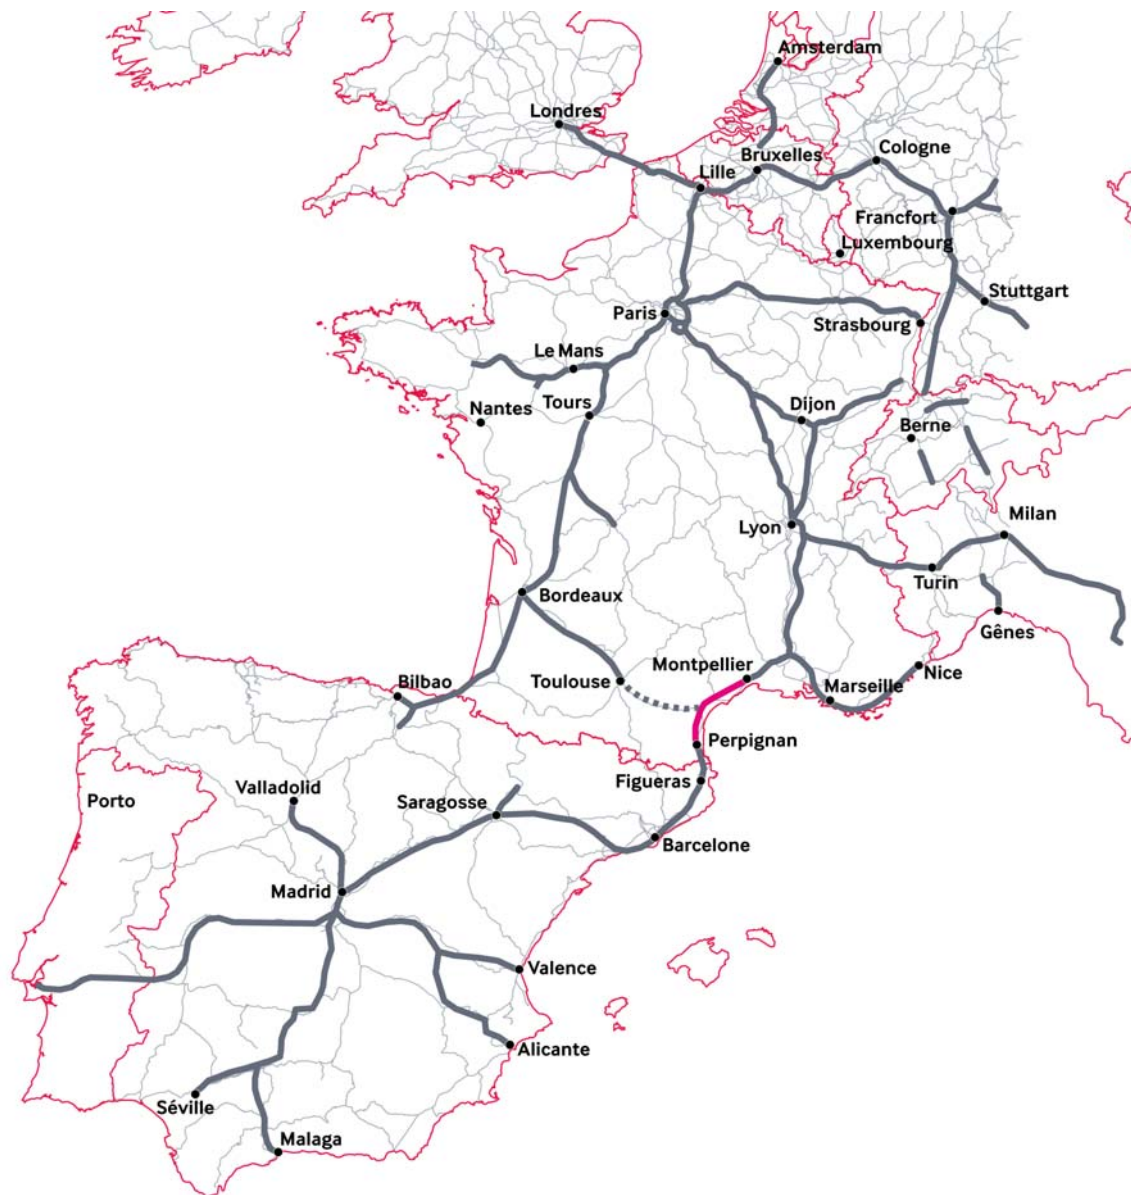 Amsterdam
Londres
Bruxelles
Cologne
Lille
Francfort
Luxembourg
Stuttgart
Paris
Strasbourg
Le Mans
Nantes
Tours
Dijon
Berne
Milan
Lyon
Turin
Bordeaux
Gênes
Montpellier
Nice
Toulouse
Bilbao
Marseille
Perpignan
Figueras
Valladolid
Porto
Saragosse
Barcelone
Madrid
Valence
Alicante
Séville
Malaga